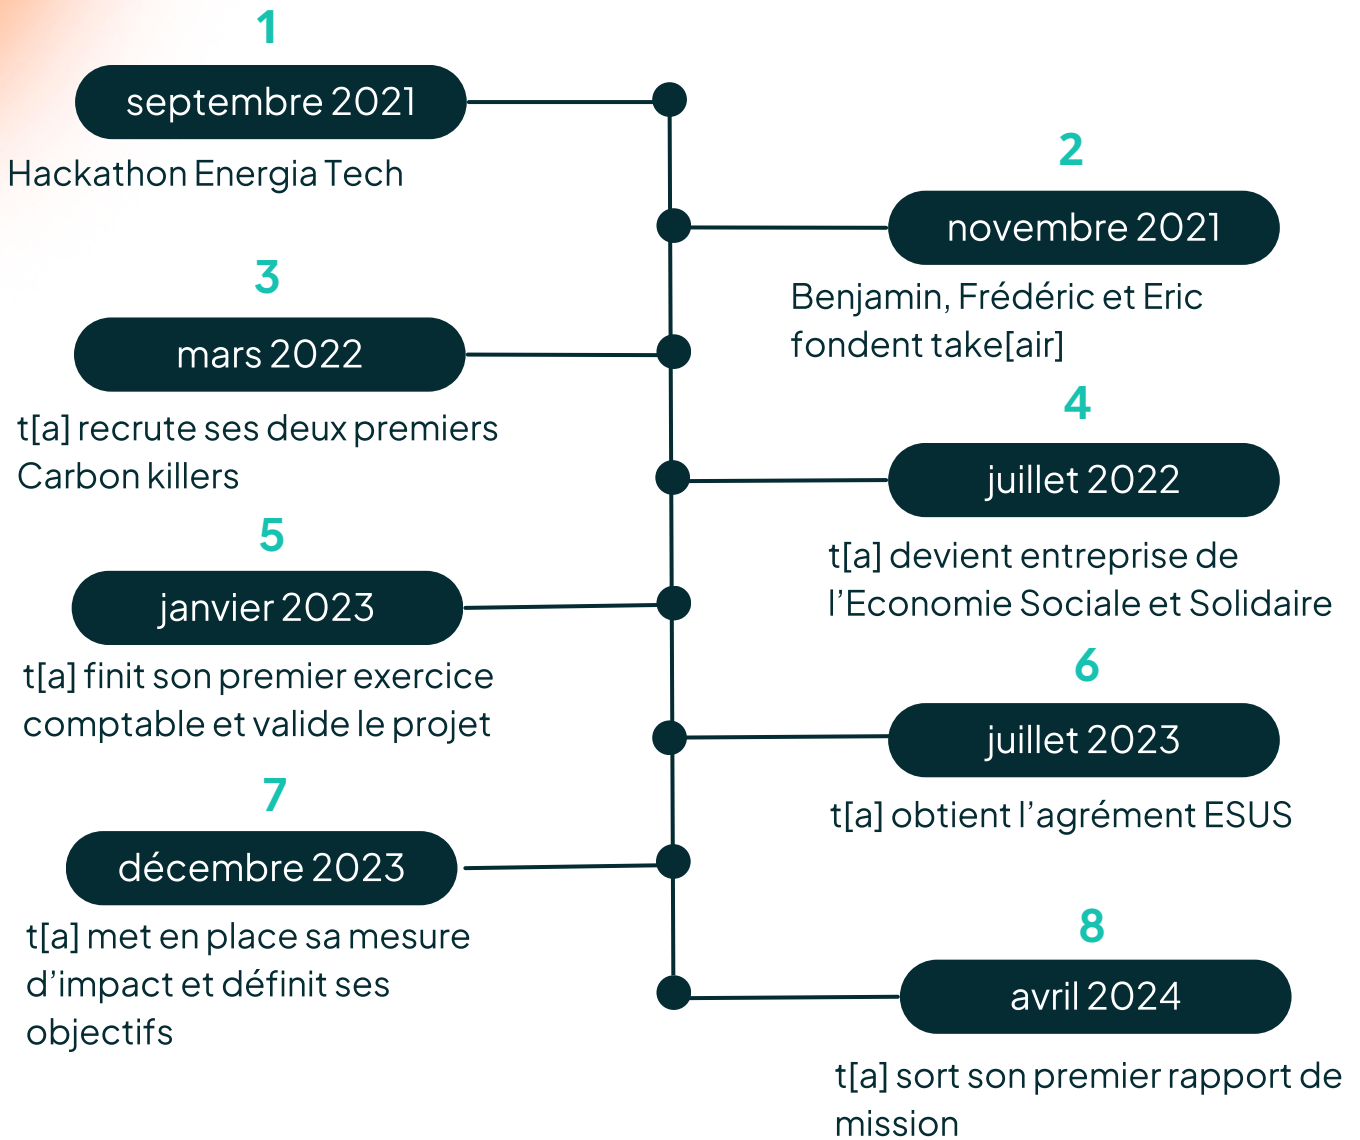 1
septembre 2021
Hackathon Energia Tech
2
novembre 2021
Benjamin, Frédéric et Eric
fondent take[air]
3
mars 2022
t[a] recrute ses deux premiers
Carbon killers
4
juillet 2022
t[a] devient entreprise de
l’Economie Sociale et Solidaire
5
janvier 2023
t[a] finit son premier exercice
comptable et valide le projet
6
juillet 2023
t[a] obtient l’agrément ESUS
7
décembre 2023
t[a] met en place sa mesure
d’impact et définit ses
objectifs
8
avril 2024
t[a] sort son premier rapport de
mission